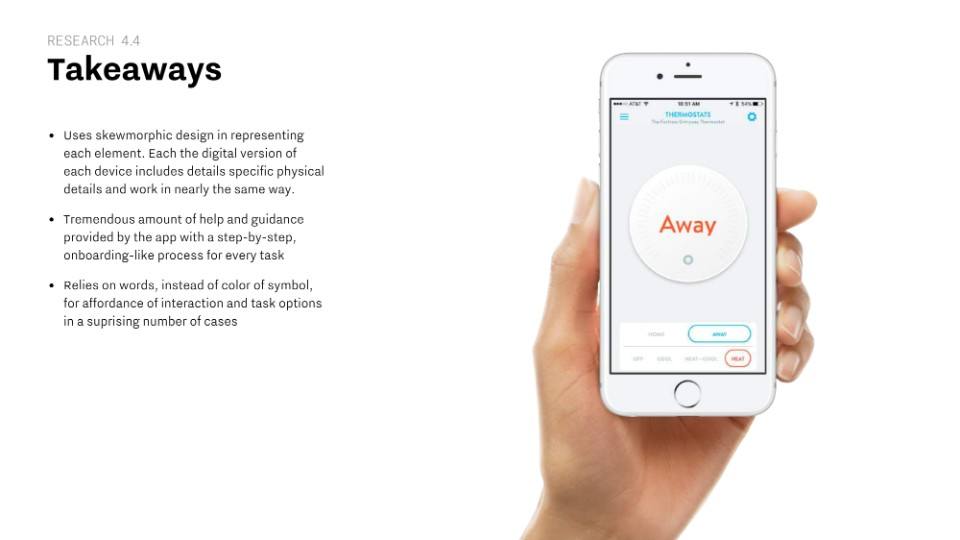 RESEARCH 4.4
Takeaways
• Uses skewmorphic design in representing
each element. Each the digital version of
each device includes details specific physical
details and work in nearly the same way.
• Tremendous amount of help and guidance
provided by the app with a step-by-step,
onboarding-like process for every task
• Relies on words, instead of color of symbol,
for affordance of interaction and task options
in a suprising number of cases
AT&T 10:51 AM 54%
THERMOSTATS
The Fortress Entryway Thermostat
Away
HOME AWAY
OFF COOL HEAT-COOL HEAT